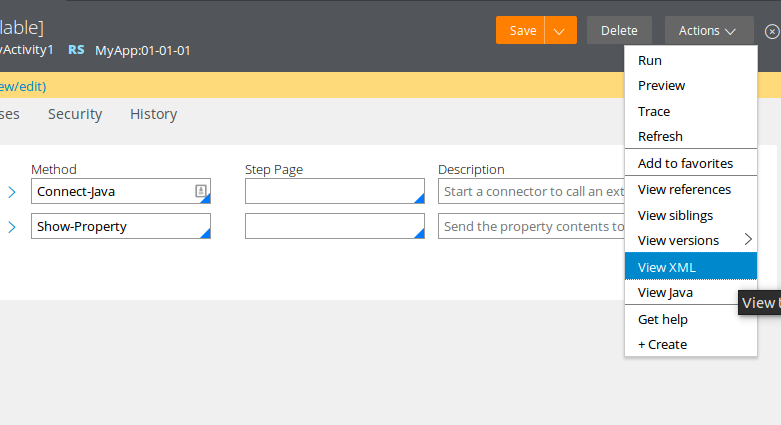 lable]
Save
Delete
Actions
yActivity1 RS MyApp:01-01-01
ew/edit)
ses Security History
Run
Preview
Trace
Refresh
Add to favorites
View references
View siblings
View versions
View XML
View Java
Get help
+ Create
Method Step Page Description
Connect-Java Start a connector to call an ext
Show-Property Send the property contents to
View t